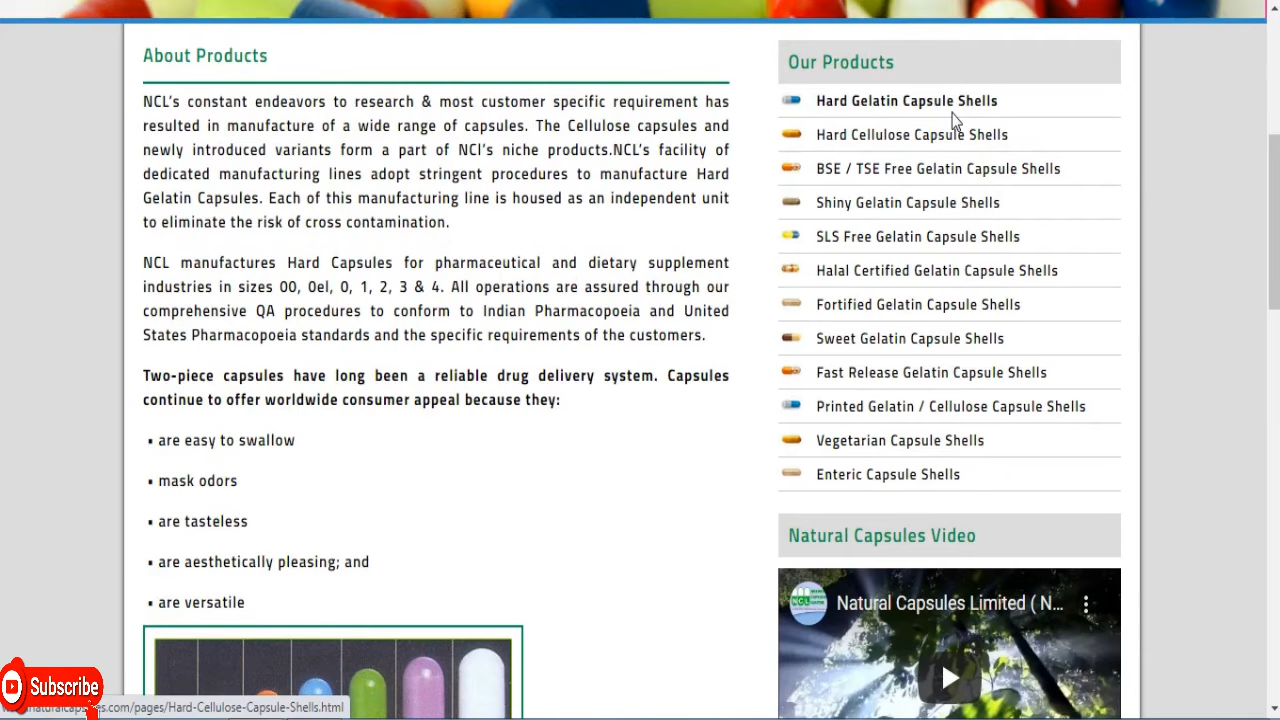 About Products
NCL's constant endeavors to research & most customer specific requirement has
resulted in manufacture of a wide range of capsules. The Cellulose capsules and
newly introduced variants form a part of NCl's niche products.NCL's facility of
dedicated manufacturing lines adopt stringent procedures to manufacture Hard
Gelatin Capsules. Each of this manufacturing line is housed as an independent unit
to eliminate the risk of cross contamination.
NCL manufactures Hard Capsules for pharmaceutical and dietary supplement
industries in sizes 00, 0el, 0, 1, 2, 3 & 4. All operations are assured through our
comprehensive QA procedures to conform to Indian Pharmacopoeia and United
States Pharmacopoeia standards and the specific requirements of the customers.
Two-piece capsules have long been a reliable drug delivery system. Capsules
continue to offer worldwide consumer appeal because they:
▪ are easy to swallow
▪ mask odors
▪ are tasteless
▪ are aesthetically pleasing; and
▪ are versatile
Our Products
Hard Gelatin Capsule Shells
Hard Cellulose Capsule Shells
BSE / TSE Free Gelatin Capsule Shells
Shiny Gelatin Capsule Shells
SLS Free Gelatin Capsule Shells
Halal Certified Gelatin Capsule Shells
Fortified Gelatin Capsule Shells
Sweet Gelatin Capsule Shells
Fast Release Gelatin Capsule Shells
Printed Gelatin / Cellulose Capsule Shells
Vegetarian Capsule Shells
Enteric Capsule Shells
Natural Capsules Video
NCL
Natural Capsules Limited ( N...
Subscribe
.com/pages/Hard-Cellulose-Capsule-Shells.html